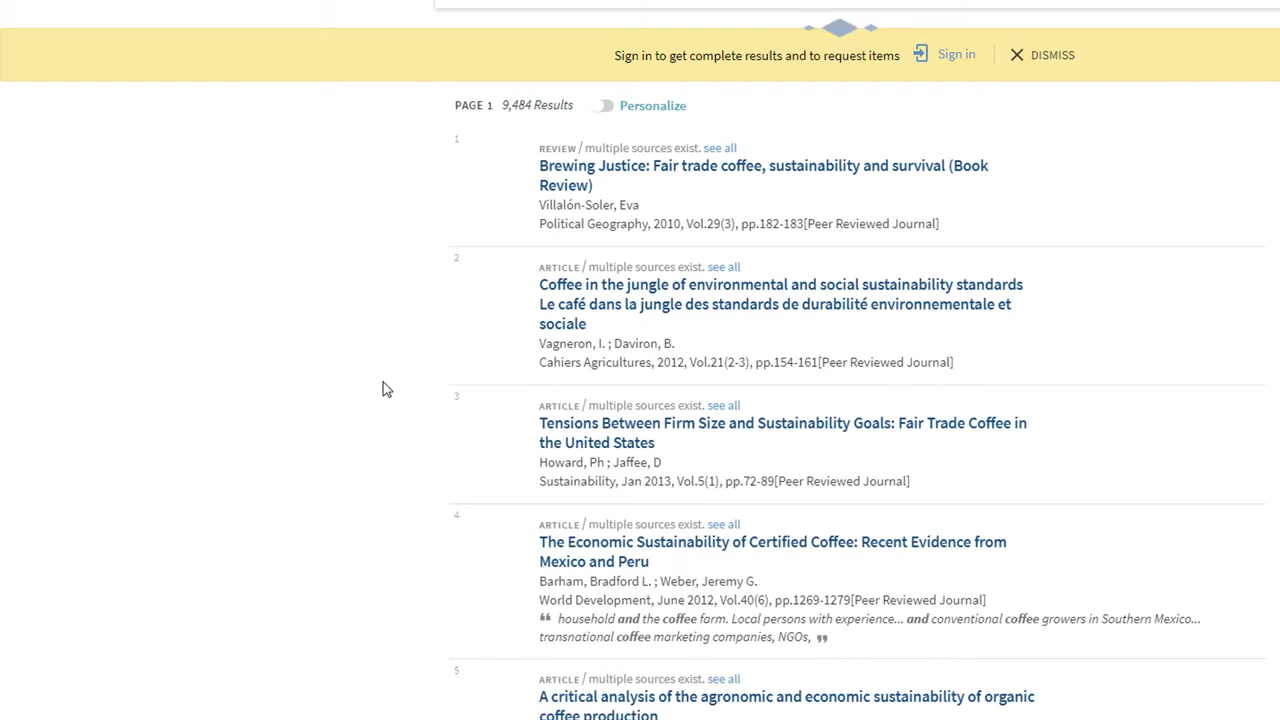 Sign in to get complete results and to request items Sign in DISMISS
PAGE 1 9,484 Results Personalize
1
REVIEW / multiple sources exist. see all
Brewing Justice: Fair trade coffee, sustainability and survival (Book
Review)
Villalón-Soler, Eva
Political Geography, 2010, Vol.29(3), pp.182-183[Peer Reviewed Journal]
2
ARTICLE / multiple sources exist. see all
Coffee in the jungle of environmental and social sustainability standards
Le café dans la jungle des standards de durabilité environnementale et
sociale
Vagneron, I. ; Daviron, B.
Cahiers Agricultures, 2012, Vol.21(2-3), pp.154-161[Peer Reviewed Journal]
3
ARTICLE / multiple sources exist. see all
Tensions Between Firm Size and Sustainability Goals: Fair Trade Coffee in
the United States
Howard, Ph ; Jaffee, D
Sustainability, Jan 2013, Vol.5(1), pp.72-89[Peer Reviewed Journal]
4
ARTICLE / multiple sources exist. see all
The Economic Sustainability of Certified Coffee: Recent Evidence from
Mexico and Peru
Barham, Bradford L. ; Weber, Jeremy G.
World Development, June 2012, Vol.40(6), pp.1269-1279[Peer Reviewed Journal]
❝ household and the coffee farm. Local persons with experience... and conventional coffee growers in Southern Mexico...
transnational coffee marketing companies, NGOs, ❞
5
ARTICLE / multiple sources exist. see all
A critical analysis of the agronomic and economic sustainability of organic
coffee production